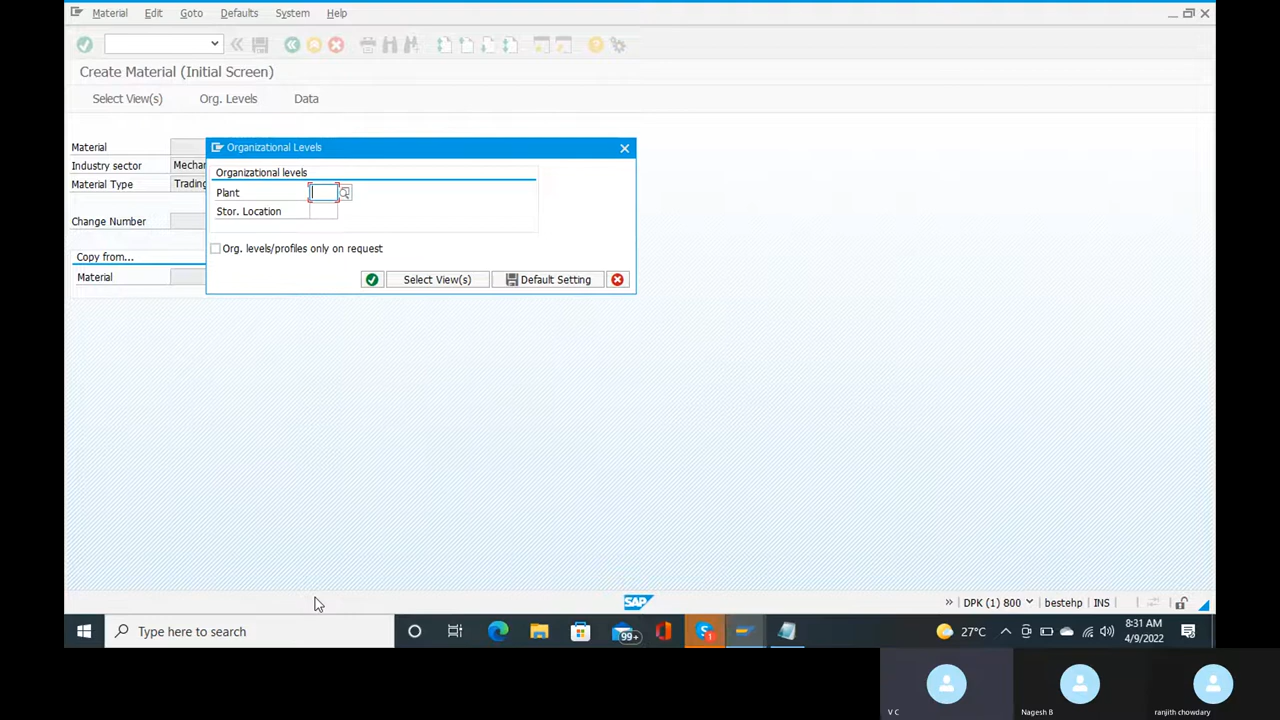 Material Edit Goto Defaults System Help
Create Material (Initial Screen)
Select View(s) Org. Levels Data
Organizational Levels
Organizational levels
Plant
Stor. Location
Org. levels/profiles only on request
Select View(s) Default Setting
Material
Industry sector Mechan
Material Type Trading
Change Number
Copy from...
Material
SAP
» DPK (1) 800 bestehp INS
Type here to search
99+
S 1
27°C
8:31 AM
4/9/2022
V C Nagesh B ranjith chowdary